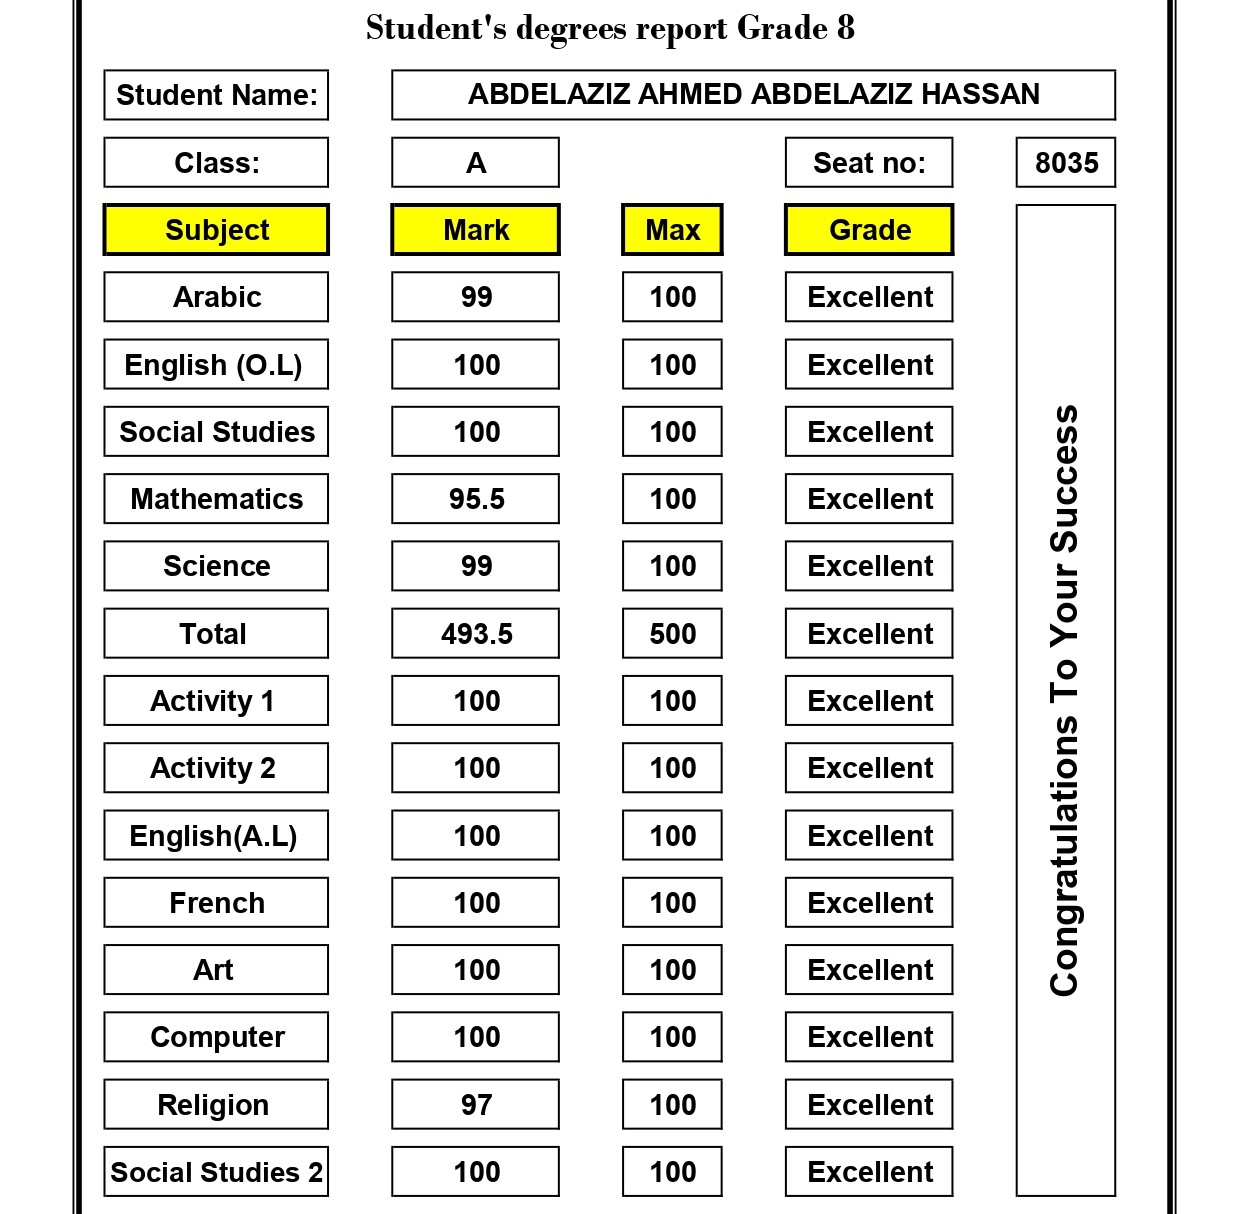 Student's degrees report Grade 8
Student Name: ABDELAZIZ AHMED ABDELAZIZ HASSAN
Class: A Seat no: 8035
Subject Mark Max Grade
Arabic 99 100 Excellent
English (O.L) 100 100 Excellent
Social Studies 100 100 Excellent
Mathematics 95.5 100 Excellent
Science 99 100 Excellent
Total 493.5 500 Excellent
Activity 1 100 100 Excellent
Activity 2 100 100 Excellent
English(A.L) 100 100 Excellent
French 100 100 Excellent
Art 100 100 Excellent
Computer 100 100 Excellent
Religion 97 100 Excellent
Social Studies 2 100 100 Excellent
Congratulations To Your Success